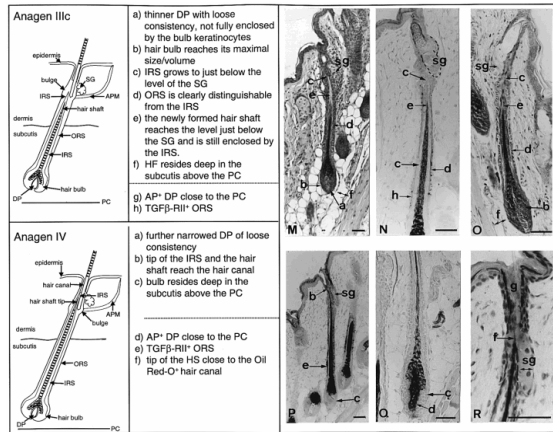 Anagen IIIc
epidermis
bulge
IRS
SG
APM
hair shaft
dermis
subcutis
ORS
IRS
hair bulb
DP
PC
a) thinner DP with loose
consistency, not fully enclosed
by the bulb keratinocytes
b) hair bulb reaches its maximal
size/volume
c) IRS grows to just below the
level of the SG
d) ORS is clearly distinguishable
from the IRS
e) the newly formed hair shaft
reaches the level just below
the SG and is still enclosed by
the IRS.
f) HF resides deep in the
subcutis above the PC
g) AP+ DP close to the PC
h) TGFβ-RII+ ORS
sg
c
e
d
b
f
a
M
sg
c
e
c
d
h
N
sg
c
e
d
b
f
O
Anagen IV
epidermis
hair canal
hair shaft tip
IRS
SG
APM
bulge
dermis
subcutis
ORS
IRS
hair bulb
DP
PC
a) further narrowed DP of loose
consistency
b) tip of the IRS and the hair
shaft reach the hair canal
c) bulb resides deep in the
subcutis above the PC
d) AP+ DP close to the PC
e) TGFβ-RII+ ORS
f) tip of the HS close to the Oil
Red-O+ hair canal
b
sg
e
c
P
c
d
Q
g
f
sg
R